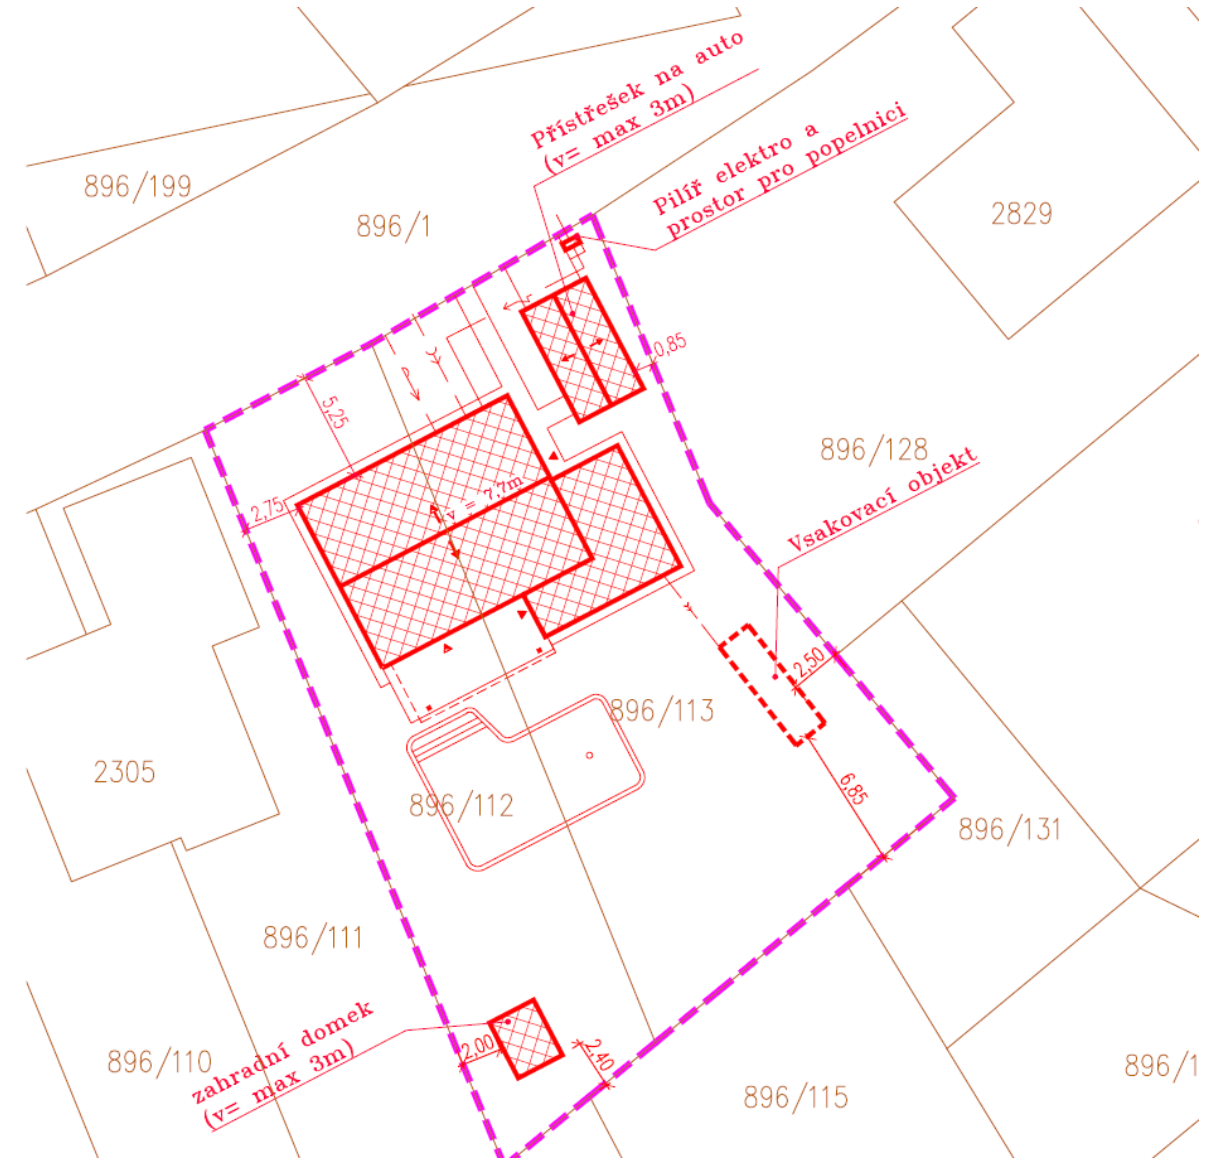 Přístřešek na auto
(v= max 3m)
Pilíř elektro a
prostor pro popelnici
896/199
896/1
2829
0,85
5,25
P
896/128
Vsakovací objekt
2,75
v = 7,7m
2,50
896/113
2305
896/112
6,85
896/131
896/111
zahradní domek
(v= max 3m)
2,00
2,40
896/110
896/115
896/1